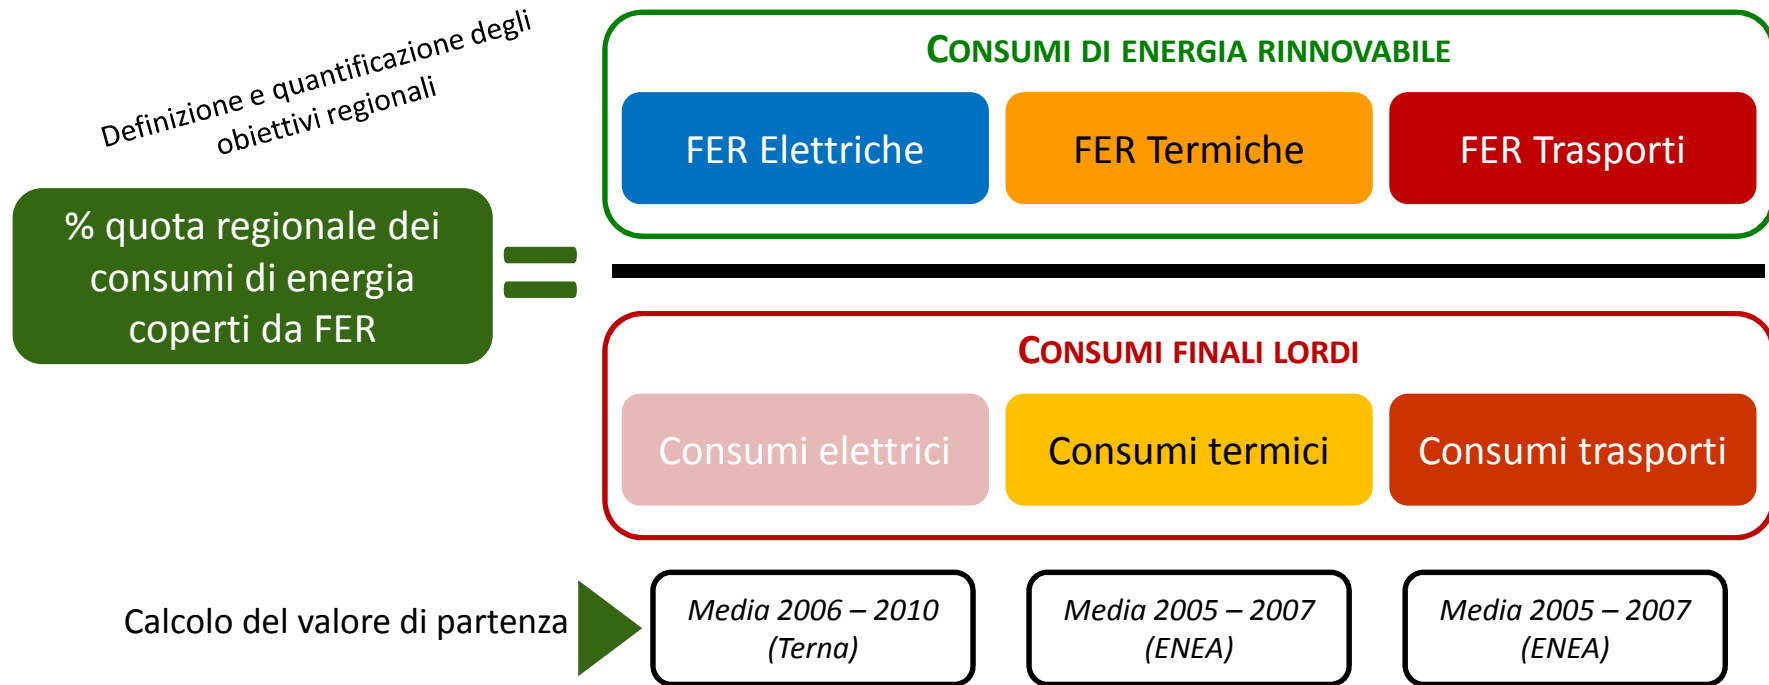 Definizione e quantificazione degli
obiettivi regionali
% quota regionale dei
consumi di energia
coperti da FER
=
CONSUMI DI ENERGIA RINNOVABILE
FER Elettriche
FER Termiche
FER Trasporti
CONSUMI FINALI LORDI
Consumi elettrici
Consumi termici
Consumi trasporti
Calcolo del valore di partenza
Media 2006 – 2010
(Terna)
Media 2005 – 2007
(ENEA)
Media 2005 – 2007
(ENEA)